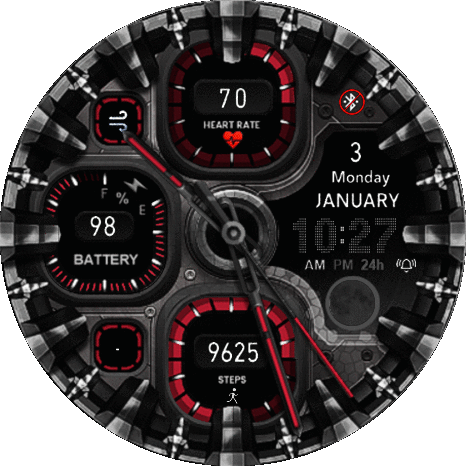 70
HEART RATE
3
Monday
JANUARY
10:27
AM PM 24h
F % E
98
BATTERY
9625
STEPS